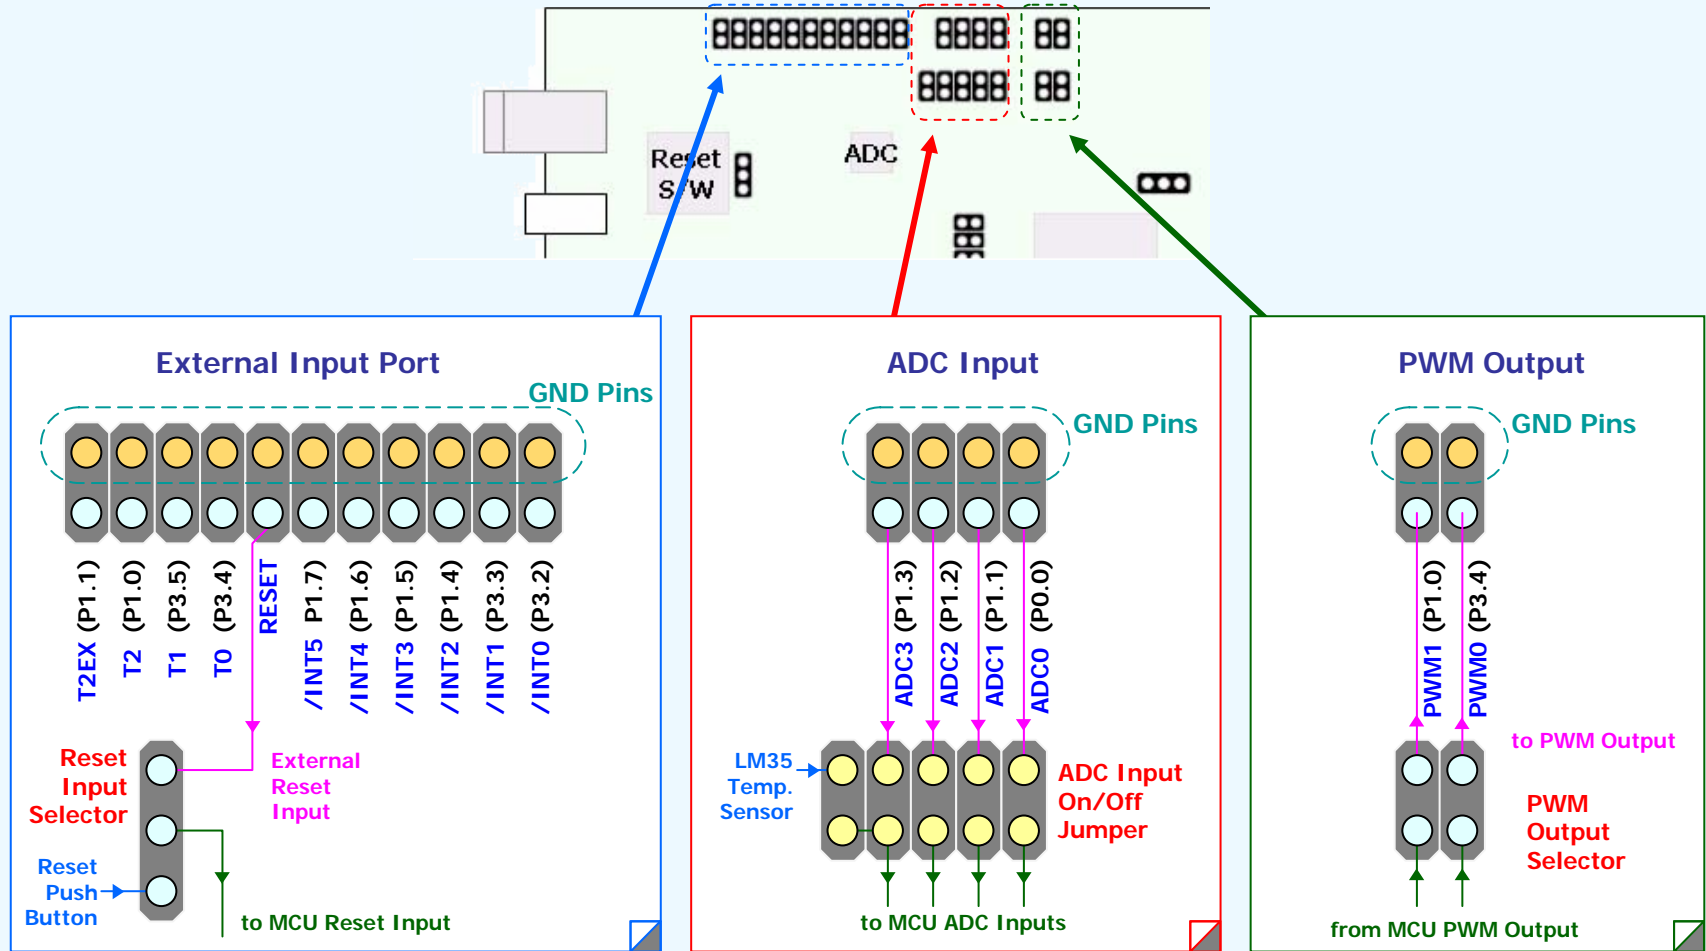 Reset
S/W
ADC
External Input Port
GND Pins
T2EX (P1.1)
T2 (P1.0)
T1 (P3.5)
T0 (P3.4)
RESET
/INT5 P1.7)
/INT4 (P1.6)
/INT3 (P1.5)
/INT2 (P1.4)
/INT1 (P3.3)
/INT0 (P3.2)
Reset
Input
Selector
External
Reset
Input
Reset
Push
Button
to MCU Reset Input
ADC Input
GND Pins
ADC3 (P1.3)
ADC2 (P1.2)
ADC1 (P1.1)
ADC0 (P0.0)
LM35
Temp.
Sensor
ADC Input
On/Off
Jumper
to MCU ADC Inputs
PWM Output
GND Pins
PWM1 (P1.0)
PWM0 (P3.4)
to PWM Output
PWM
Output
Selector
from MCU PWM Output